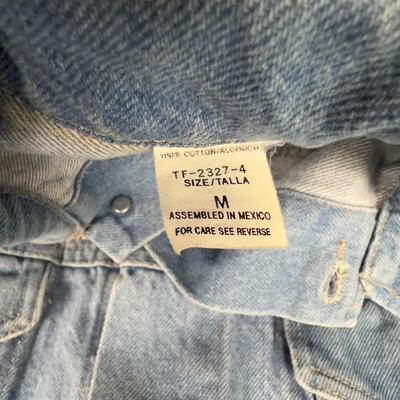 100% COTTON/ALGODON
TF-2327-4
SIZE/TALLA
M
ASSEMBLED IN MEXICO
FOR CARE SEE REVERSE